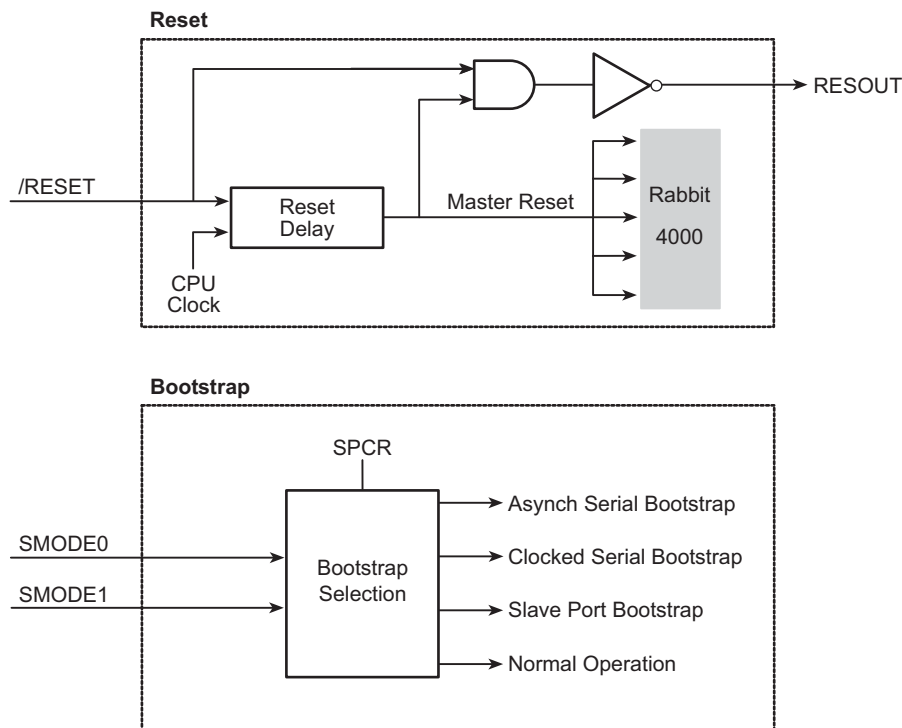 Reset
RESOUT
/RESET
Reset
Delay
Master Reset
Rabbit
4000
CPU
Clock
Bootstrap
SPCR
SMODE0
SMODE1
Bootstrap
Selection
Asynch Serial Bootstrap
Clocked Serial Bootstrap
Slave Port Bootstrap
Normal Operation